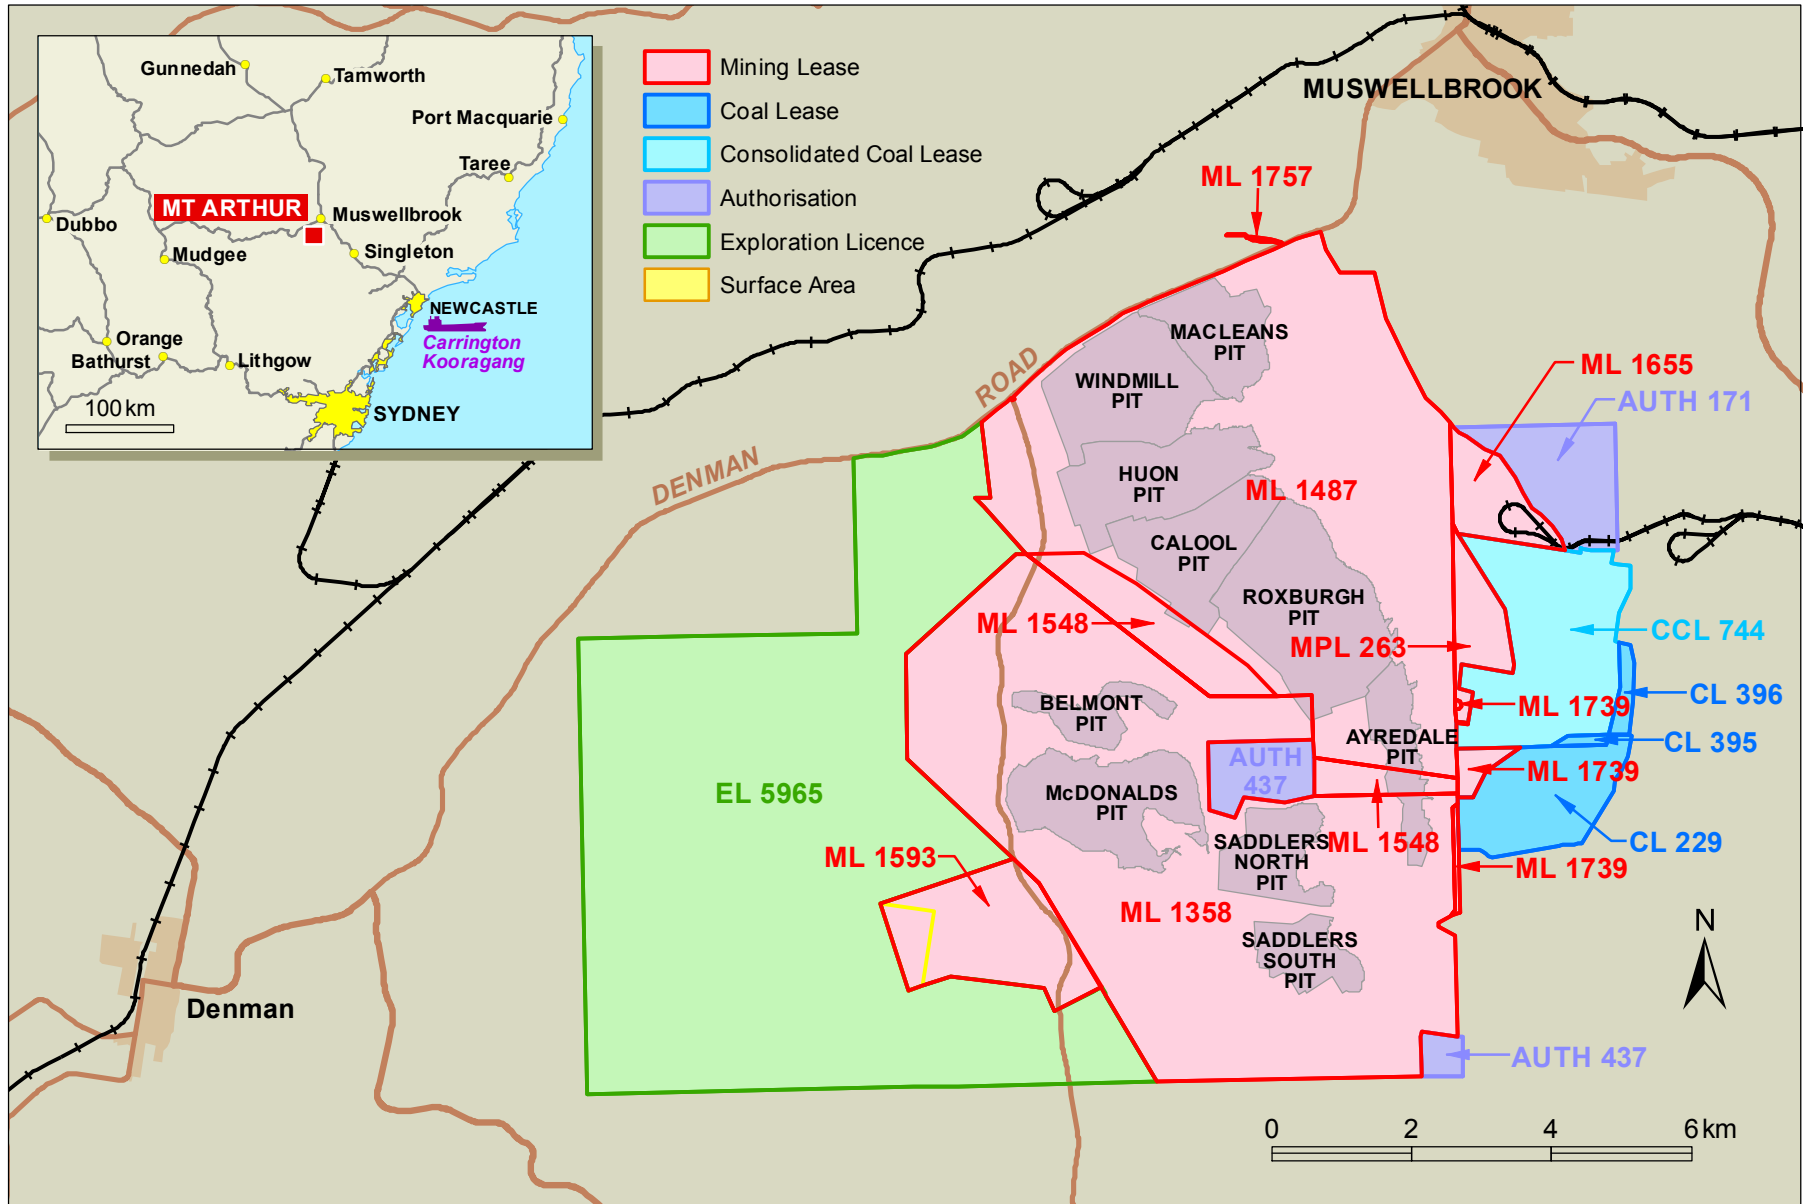 Gunnedah
Tamworth
Port Macquarie
Taree
MT ARTHUR
Muswellbrook
Dubbo
Mudgee
Singleton
NEWCASTLE
Carrington
Kooragang
Orange
Bathurst
Lithgow
SYDNEY
100 km
Mining Lease
Coal Lease
Consolidated Coal Lease
Authorisation
Exploration Licence
Surface Area
MUSWELLBROOK
ML 1757
DENMAN
ROAD
MACLEANS
PIT
WINDMILL
PIT
ML 1655
AUTH 171
HUON
PIT
ML 1487
CALOOL
PIT
ROXBURGH
PIT
ML 1548
MPL 263
CCL 744
BELMONT
PIT
ML 1739
CL 396
AYREDALE
PIT
CL 395
AUTH
437
ML 1739
EL 5965
McDONALDS
PIT
ML 1548
CL 229
SADDLERS
NORTH
PIT
ML 1593
ML 1739
ML 1358
SADDLERS
SOUTH
PIT
N
Denman
AUTH 437
0 2 4 6 km